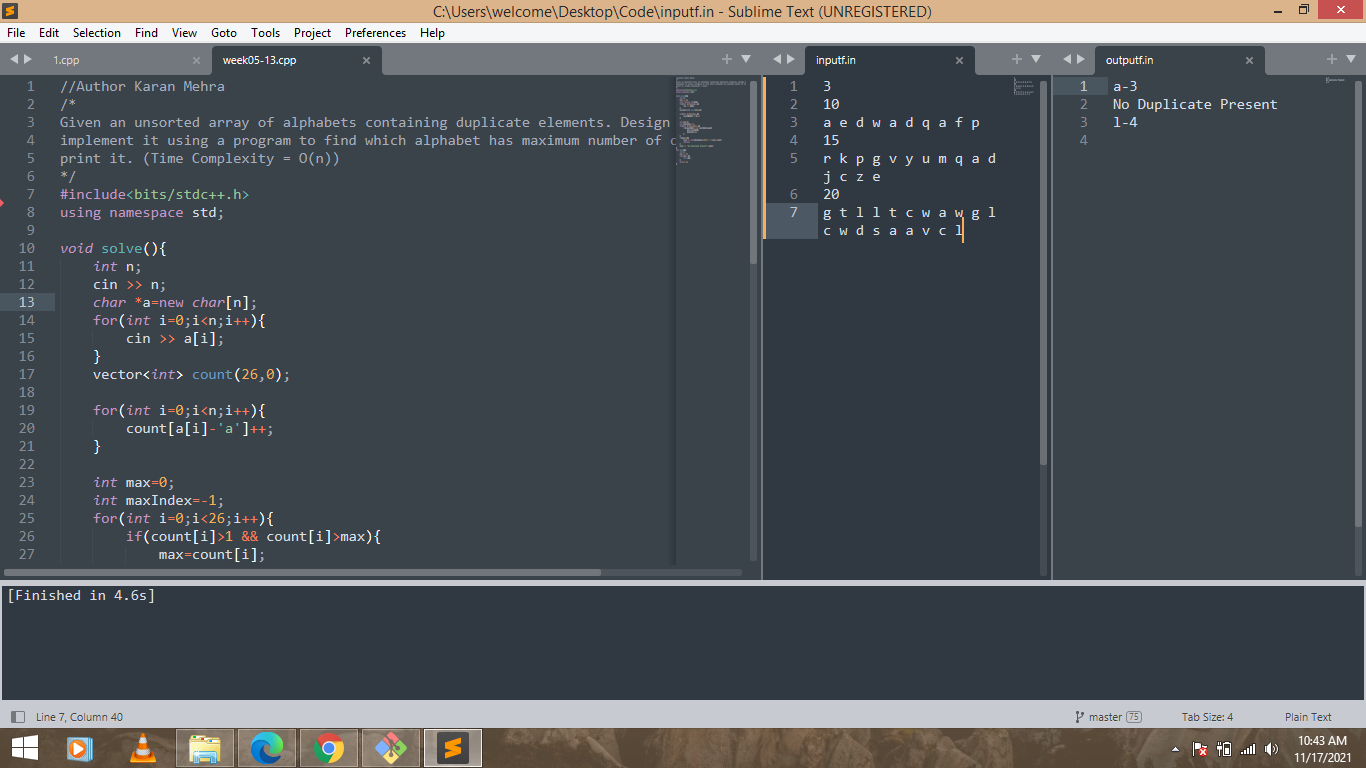 C:\Users\welcome\Desktop\Code\inputf.in - Sublime Text (UNREGISTERED)
File Edit Selection Find View Goto Tools Project Preferences Help
1.cpp
week05-13.cpp
1 //Author Karan Mehra
2 /*
3 Given an unsorted array of alphabets containing duplicate elements. Design
4 implement it using a program to find which alphabet has maximum number of
5 print it. (Time Complexity = O(n))
6 */
7 #include<bits/stdc++.h>
8 using namespace std;
9
10 void solve(){
11 int n;
12 cin >> n;
13 char *a=new char[n];
14 for(int i=0;i<n;i++){
15 cin >> a[i];
16 }
17 vector<int> count(26,0);
18
19 for(int i=0;i<n;i++){
20 count[a[i]-'a']++;
21 }
22
23 int max=0;
24 int maxIndex=-1;
25 for(int i=0;i<26;i++){
26 if(count[i]>1 && count[i]>max){
27 max=count[i];
inputf.in
1 3
2 10
3 a e d w a d q a f p
4 15
5 r k p g v y u m q a d
j c z e
6 20
7 g t l l t c w a w g l
c w d s a a v c l
outputf.in
1 a-3
2 No Duplicate Present
3 l-4
4
[Finished in 4.6s]
Line 7, Column 40
master 75
Tab Size: 4
Plain Text
10:43 AM
11/17/2021